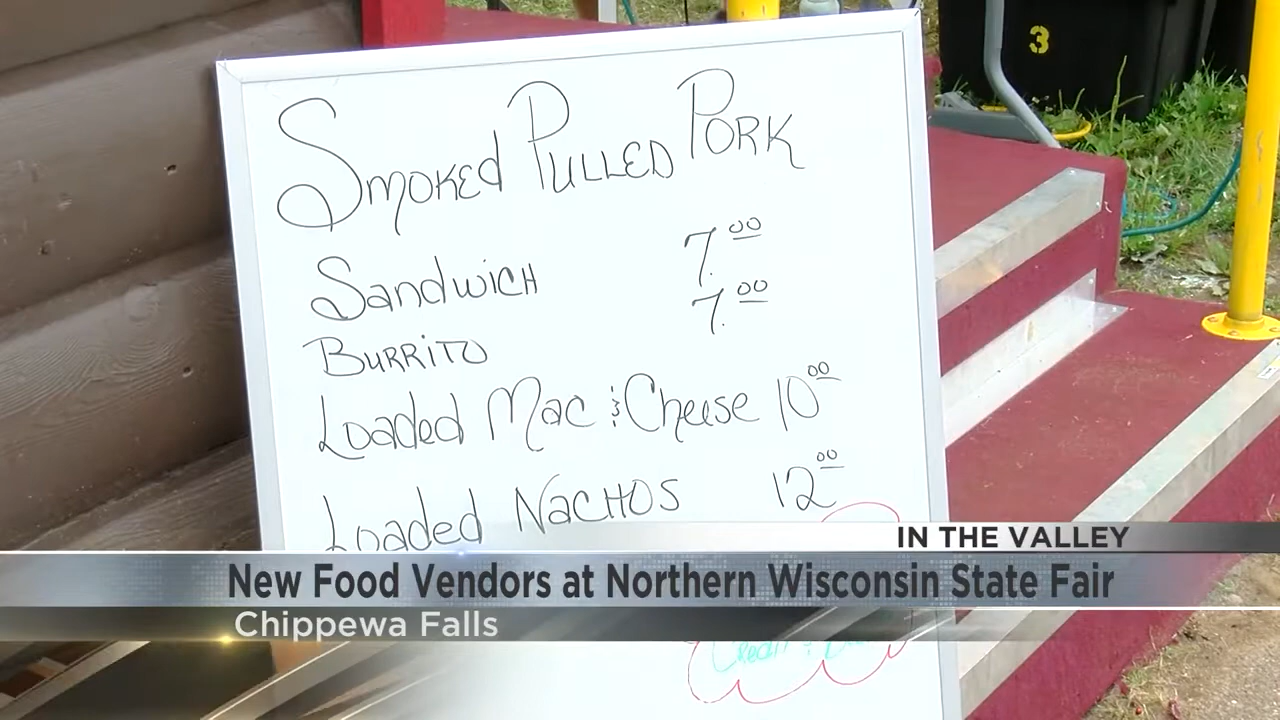 3
Smoked Pulled Pork
Sandwich 7.00
Burrito 7.00
Loaded Mac & Cheese 10.00
Loaded Nachos 12.00
IN THE VALLEY
New Food Vendors at Northern Wisconsin State Fair
Chippewa Falls
Credit